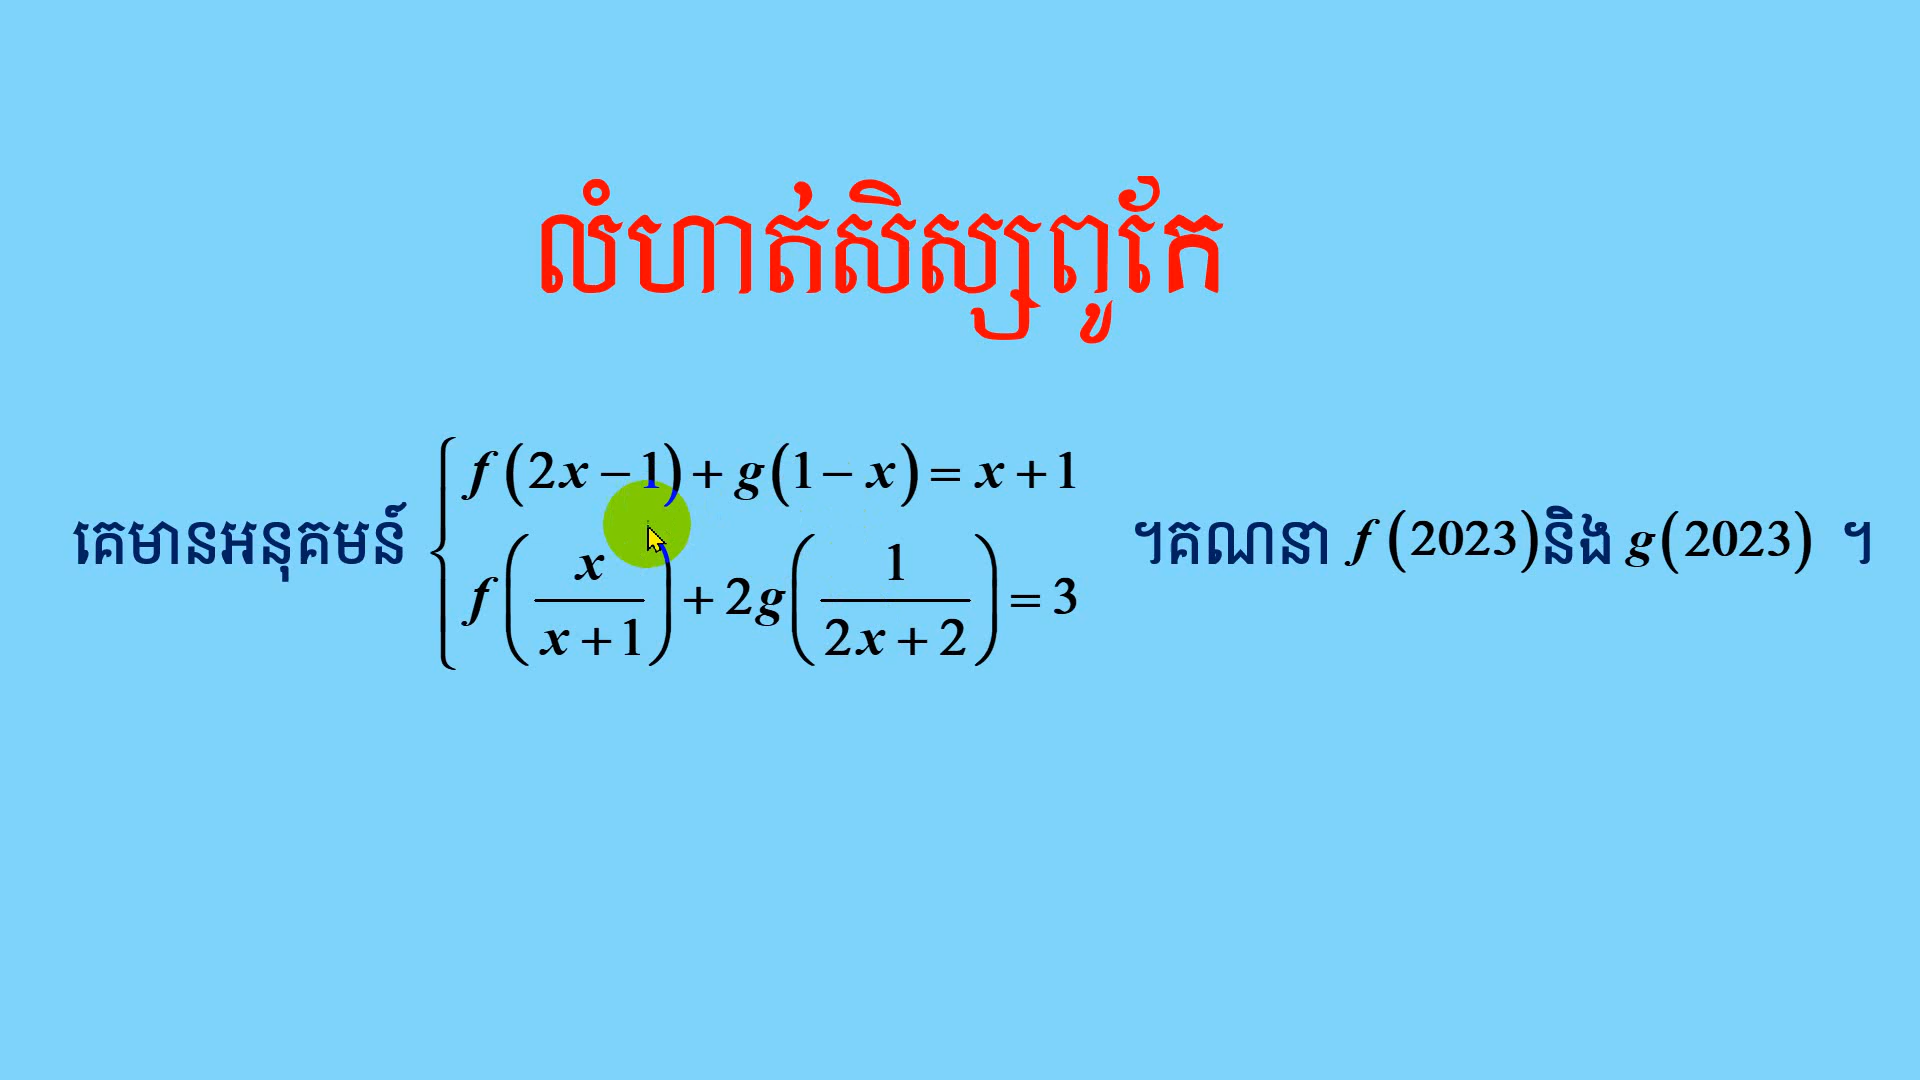 លំហាត់សិស្សពូកែ
គេមានអនុគមន៍ { f(2x−1)+g(1−x)=x+1 ។គណនា f(2023)និង g(2023) ។
f(x/(x+1))+2g(1/(2x+2))=3